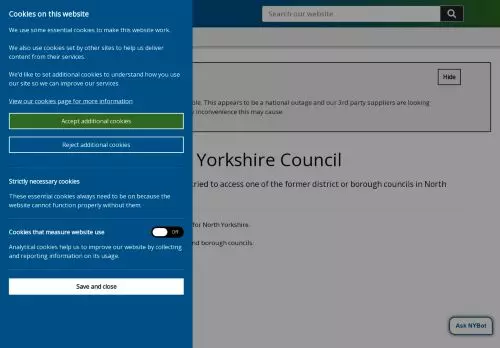 Cookies on this website
We use some essential cookies to make this website work.
We also use cookies set by other sites to help us deliver
content from their services.
We'd like to set additional cookies to understand how you use
our site so we can improve our services.
View our cookies page for more information
Accept additional cookies
Reject additional cookies
Strictly necessary cookies
These essential cookies always need to be on because the
website cannot function properly without them.
Cookies that measure website use
Off
Analytical cookies help us to improve our website by collecting
and reporting information on its usage.
Save and close
Search our website
Hide
ble. This appears to be a national outage and our 3rd party suppliers are looking
inconvenience this may cause.
Yorkshire Council
tried to access one of the former district or borough councils in North
for North Yorkshire.
nd borough councils.
Ask NYBot